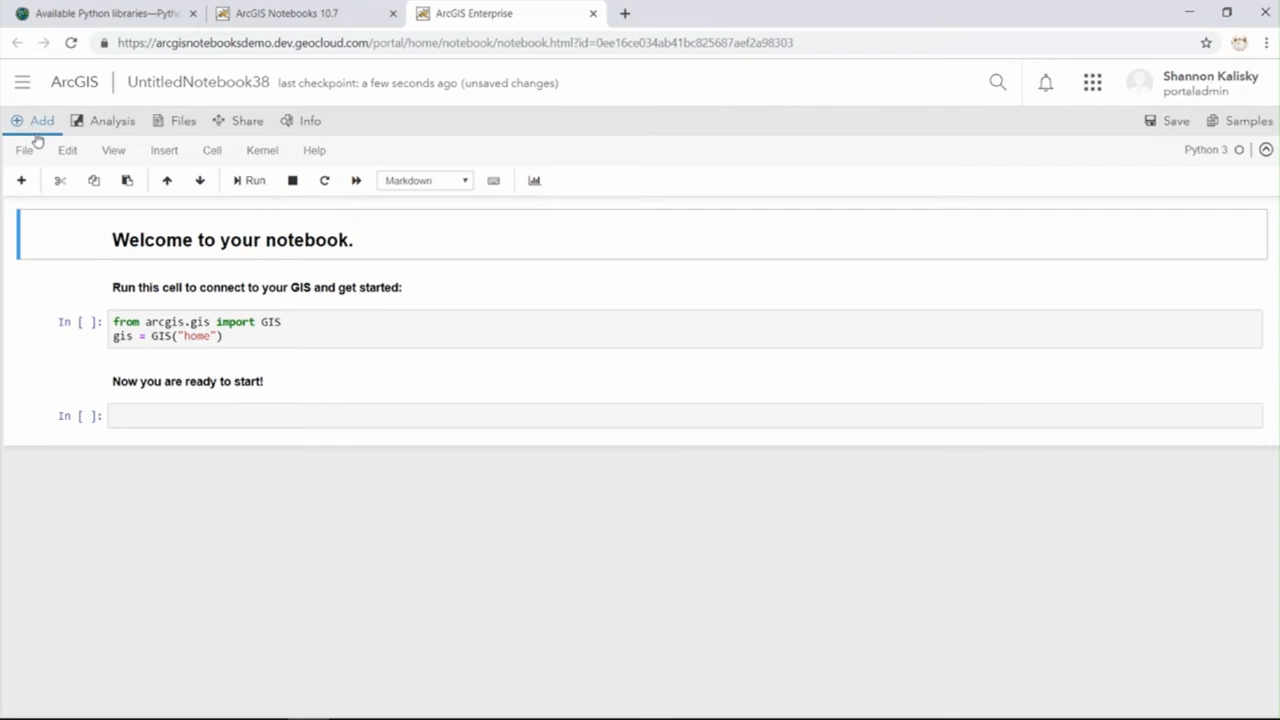 Available Python libraries—Pytho
ArcGIS Notebooks 10.7
ArcGIS Enterprise
https://arcgisnotebooksdemo.dev.geocloud.com/portal/home/notebook/notebook.html?id=0ee16ce034ab41bc825687aef2a98303
ArcGIS UntitledNotebook38 last checkpoint: a few seconds ago (unsaved changes)
Shannon Kalisky
portaladmin
Add Analysis Files Share Info Save Samples
File Edit View Insert Cell Kernel Help Python 3
Run Markdown
Welcome to your notebook.
Run this cell to connect to your GIS and get started:
In [ ]: from arcgis.gis import GIS
gis = GIS("home")
Now you are ready to start!
In [ ]: